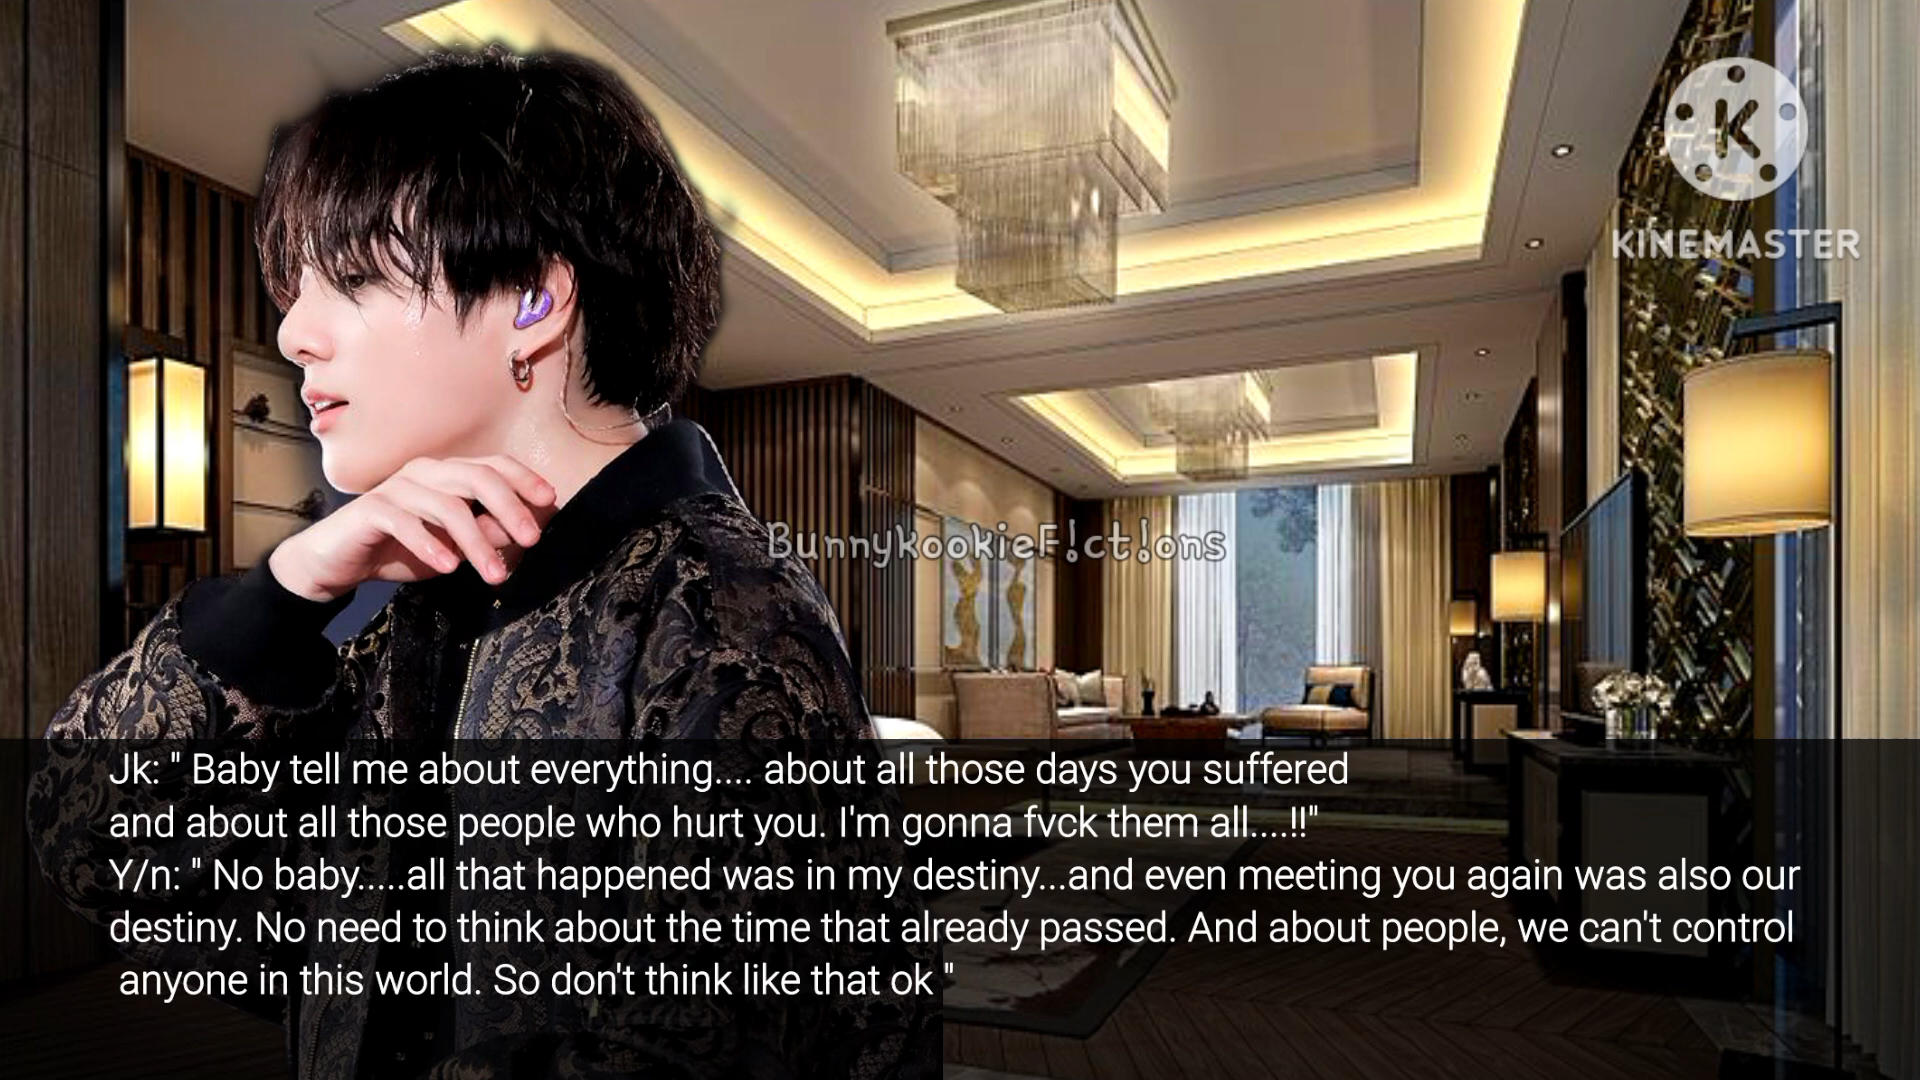 K
KINEMASTER
BunnykookieF!ct!ons
Jk: " Baby tell me about everything.... about all those days you suffered
and about all those people who hurt you. I'm gonna fvck them all....!!"
Y/n: " No baby.....all that happened was in my destiny...and even meeting you again was also our
destiny. No need to think about the time that already passed. And about people, we can't control
anyone in this world. So don't think like that ok "